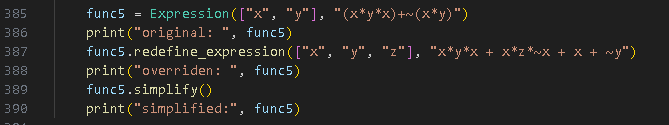 385 func5 = Expression(["x", "y"], "(x*y*x)+~(x*y)")
386 print("original: ", func5)
387 func5.redefine_expression(["x", "y", "z"], "x*y*x + x*z*~x + x + ~y")
388 print("overriden: ", func5)
389 func5.simplify()
390 print("simplified:", func5)